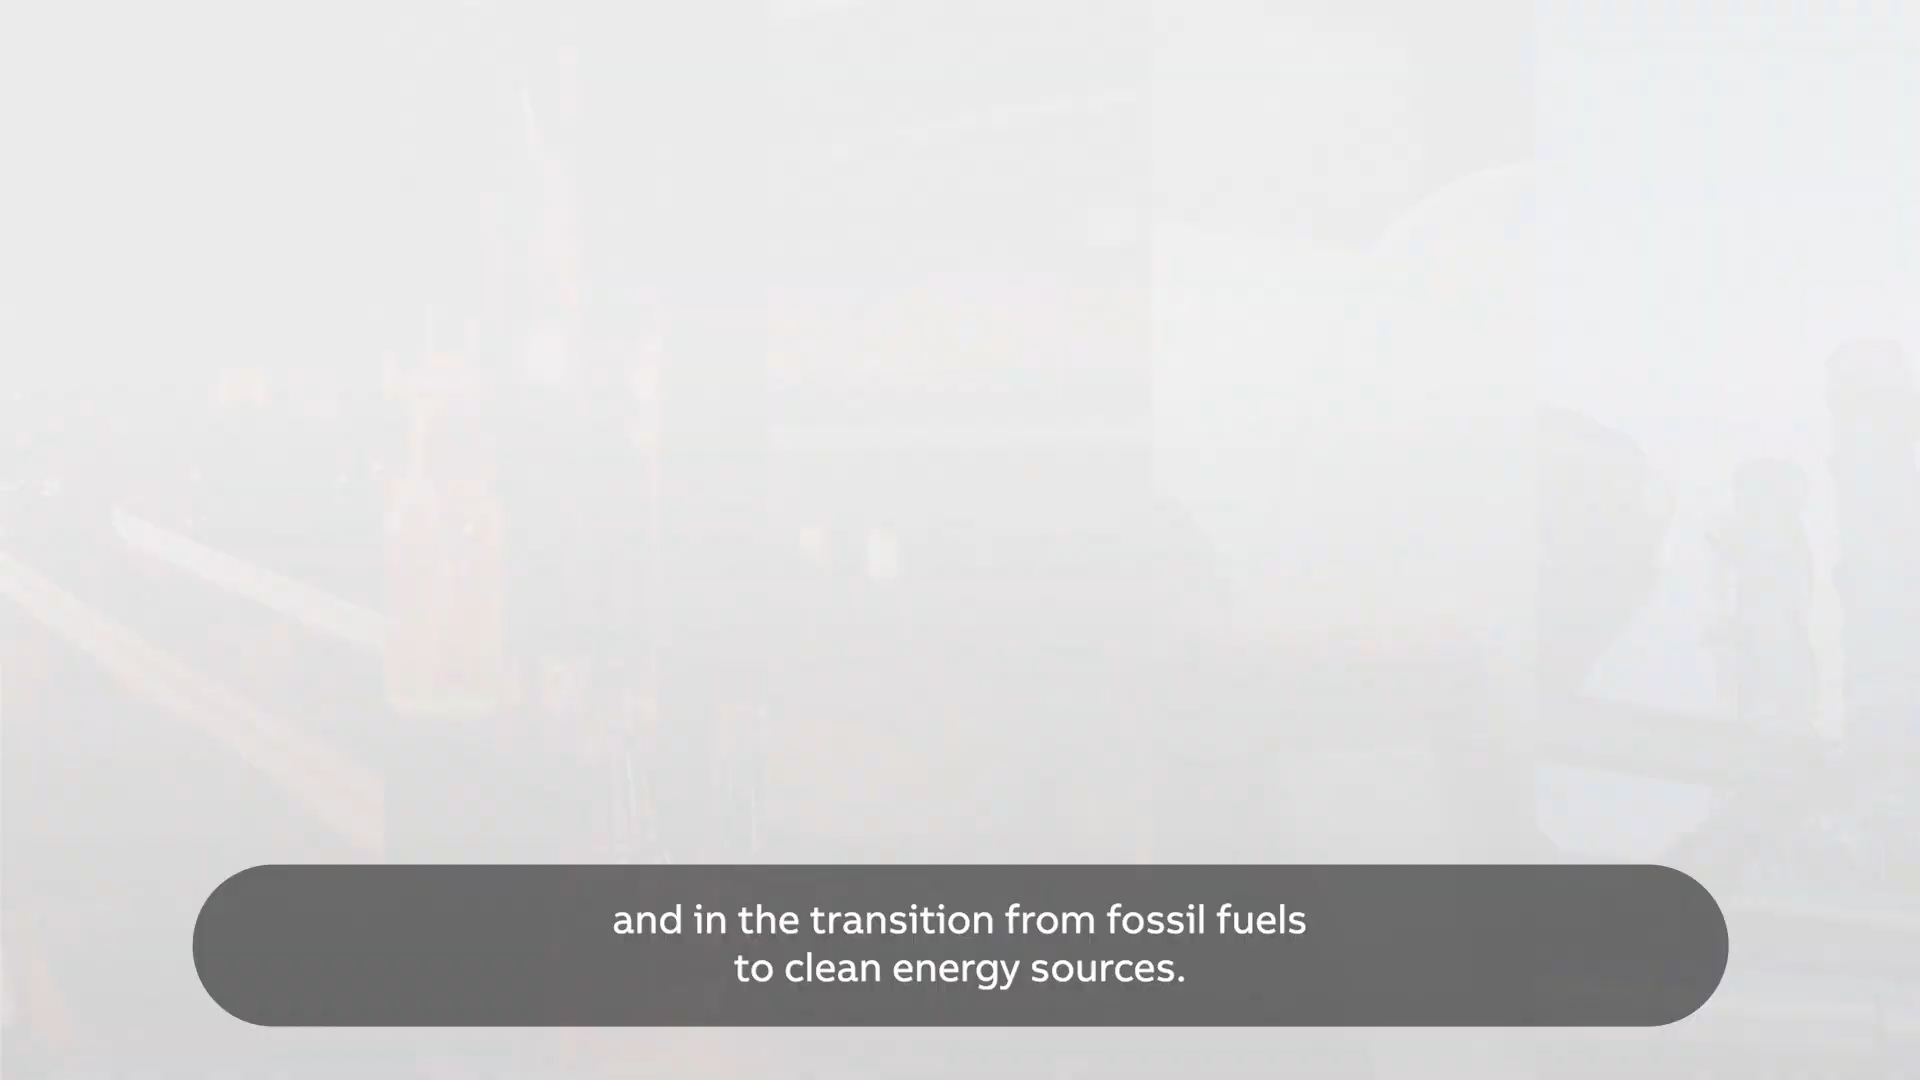 and in the transition from fossil fuels
to clean energy sources.